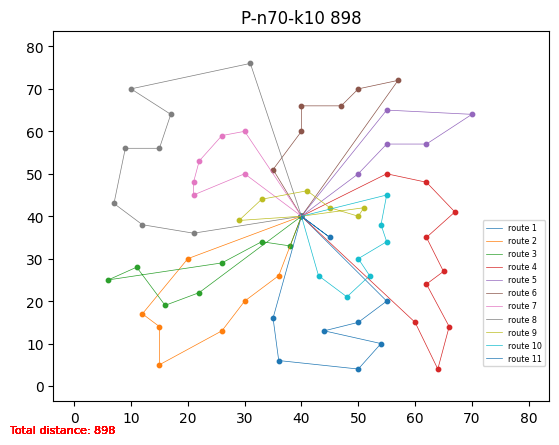 P-n70-k10 898
80
70
60
50
40
30
20
10
0
0 10 20 30 40 50 60 70 80
route 1
route 2
route 3
route 4
route 5
route 6
route 7
route 8
route 9
route 10
route 11
Total distance: 898